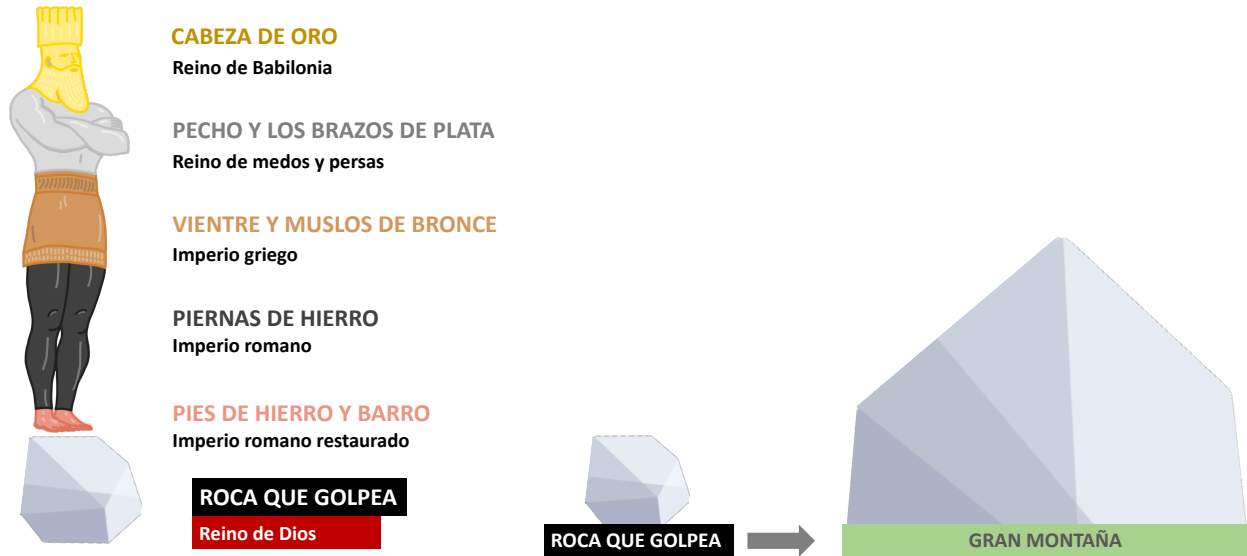 CABEZA DE ORO
Reino de Babilonia
PECHO Y LOS BRAZOS DE PLATA
Reino de medos y persas
VIENTRE Y MUSLOS DE BRONCE
Imperio griego
PIERNAS DE HIERRO
Imperio romano
PIES DE HIERRO Y BARRO
Imperio romano restaurado
ROCA QUE GOLPEA
Reino de Dios
ROCA QUE GOLPEA
GRAN MONTAÑA